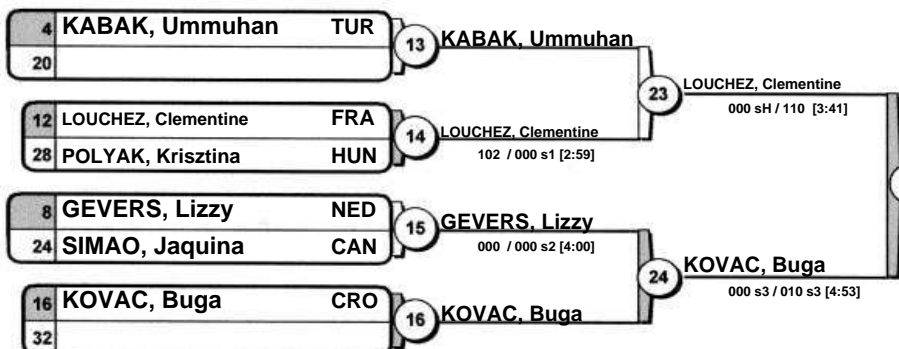 4 KABAK, Ummuhan TUR
20
13 KABAK, Ummuhan
12 LOUCHEZ, Clementine FRA
28 POLYAK, Krisztina HUN
14 LOUCHEZ, Clementine
102 / 000 s1 [2:59]
23 LOUCHEZ, Clementine
000 sH / 110 [3:41]
8 GEVERS, Lizzy NED
24 SIMAO, Jaquina CAN
15 GEVERS, Lizzy
000 / 000 s2 [4:00]
16 KOVAC, Buga CRO
32
16 KOVAC, Buga
24 KOVAC, Buga
000 s3 / 010 s3 [4:53]